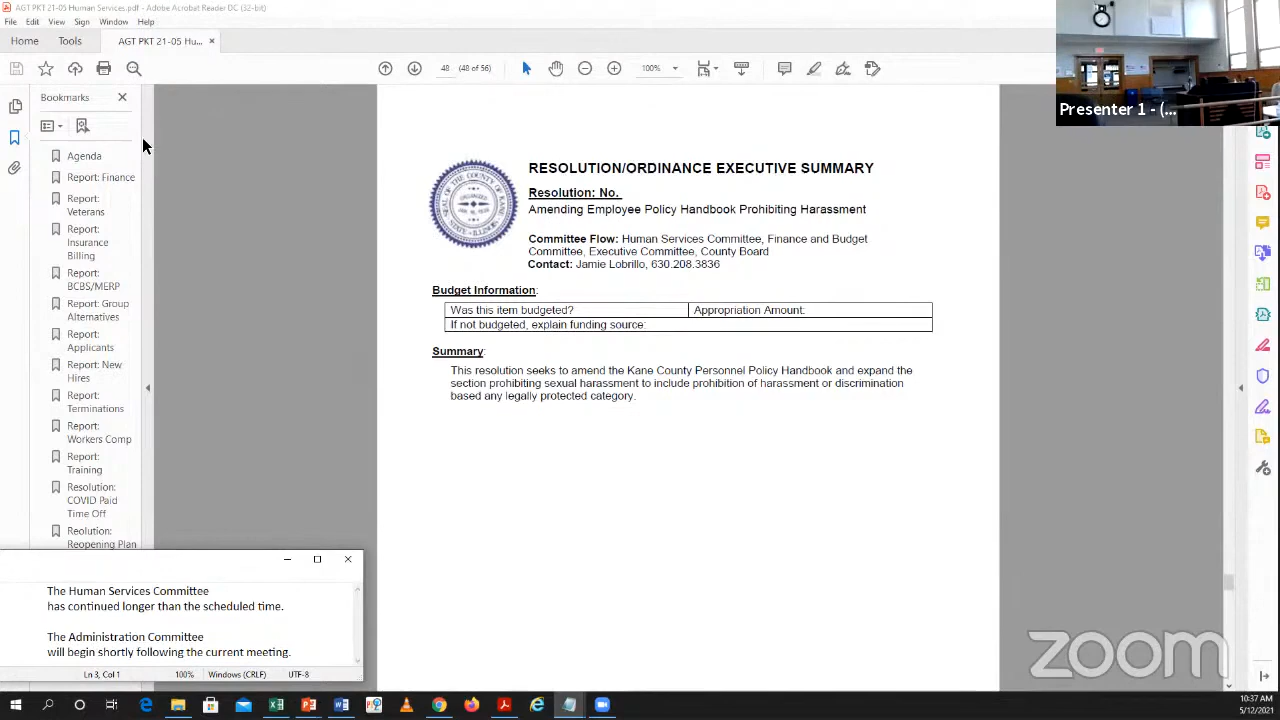 AGT PKT 21-05 Human Services.pdf - Adobe Acrobat Reader DC (32-bit)
File Edit View Sign Window Help
Home Tools AGT PKT 21-05 Hu... ×
48 (48 of 56) 100%
Presenter 1 - (...
Bookmarks
Agenda
Report: Finance
Report:
Veterans
Report:
Insurance
Billing
Report:
BCBS/MERP
Report: Group
Alternatives
Report:
Applicants
Report: New
Hires
Report:
Terminations
Report:
Workers Comp
Report:
Training
Resolution:
COVID Paid
Time Off
Reolution:
Reopening Plan
RESOLUTION/ORDINANCE EXECUTIVE SUMMARY
Resolution: No.
Amending Employee Policy Handbook Prohibiting Harassment
Committee Flow: Human Services Committee, Finance and Budget
Committee, Executive Committee, County Board
Contact: Jamie Lobrillo, 630.208.3836
Budget Information:
Was this item budgeted? Appropriation Amount:
If not budgeted, explain funding source:
Summary:
This resolution seeks to amend the Kane County Personnel Policy Handbook and expand the
section prohibiting sexual harassment to include prohibition of harassment or discrimination
based any legally protected category.
The Human Services Committee
has continued longer than the scheduled time.
The Administration Committee
will begin shortly following the current meeting.
Ln 3, Col 1 100% Windows (CRLF) UTF-8
zoom
10:37 AM
5/12/2021